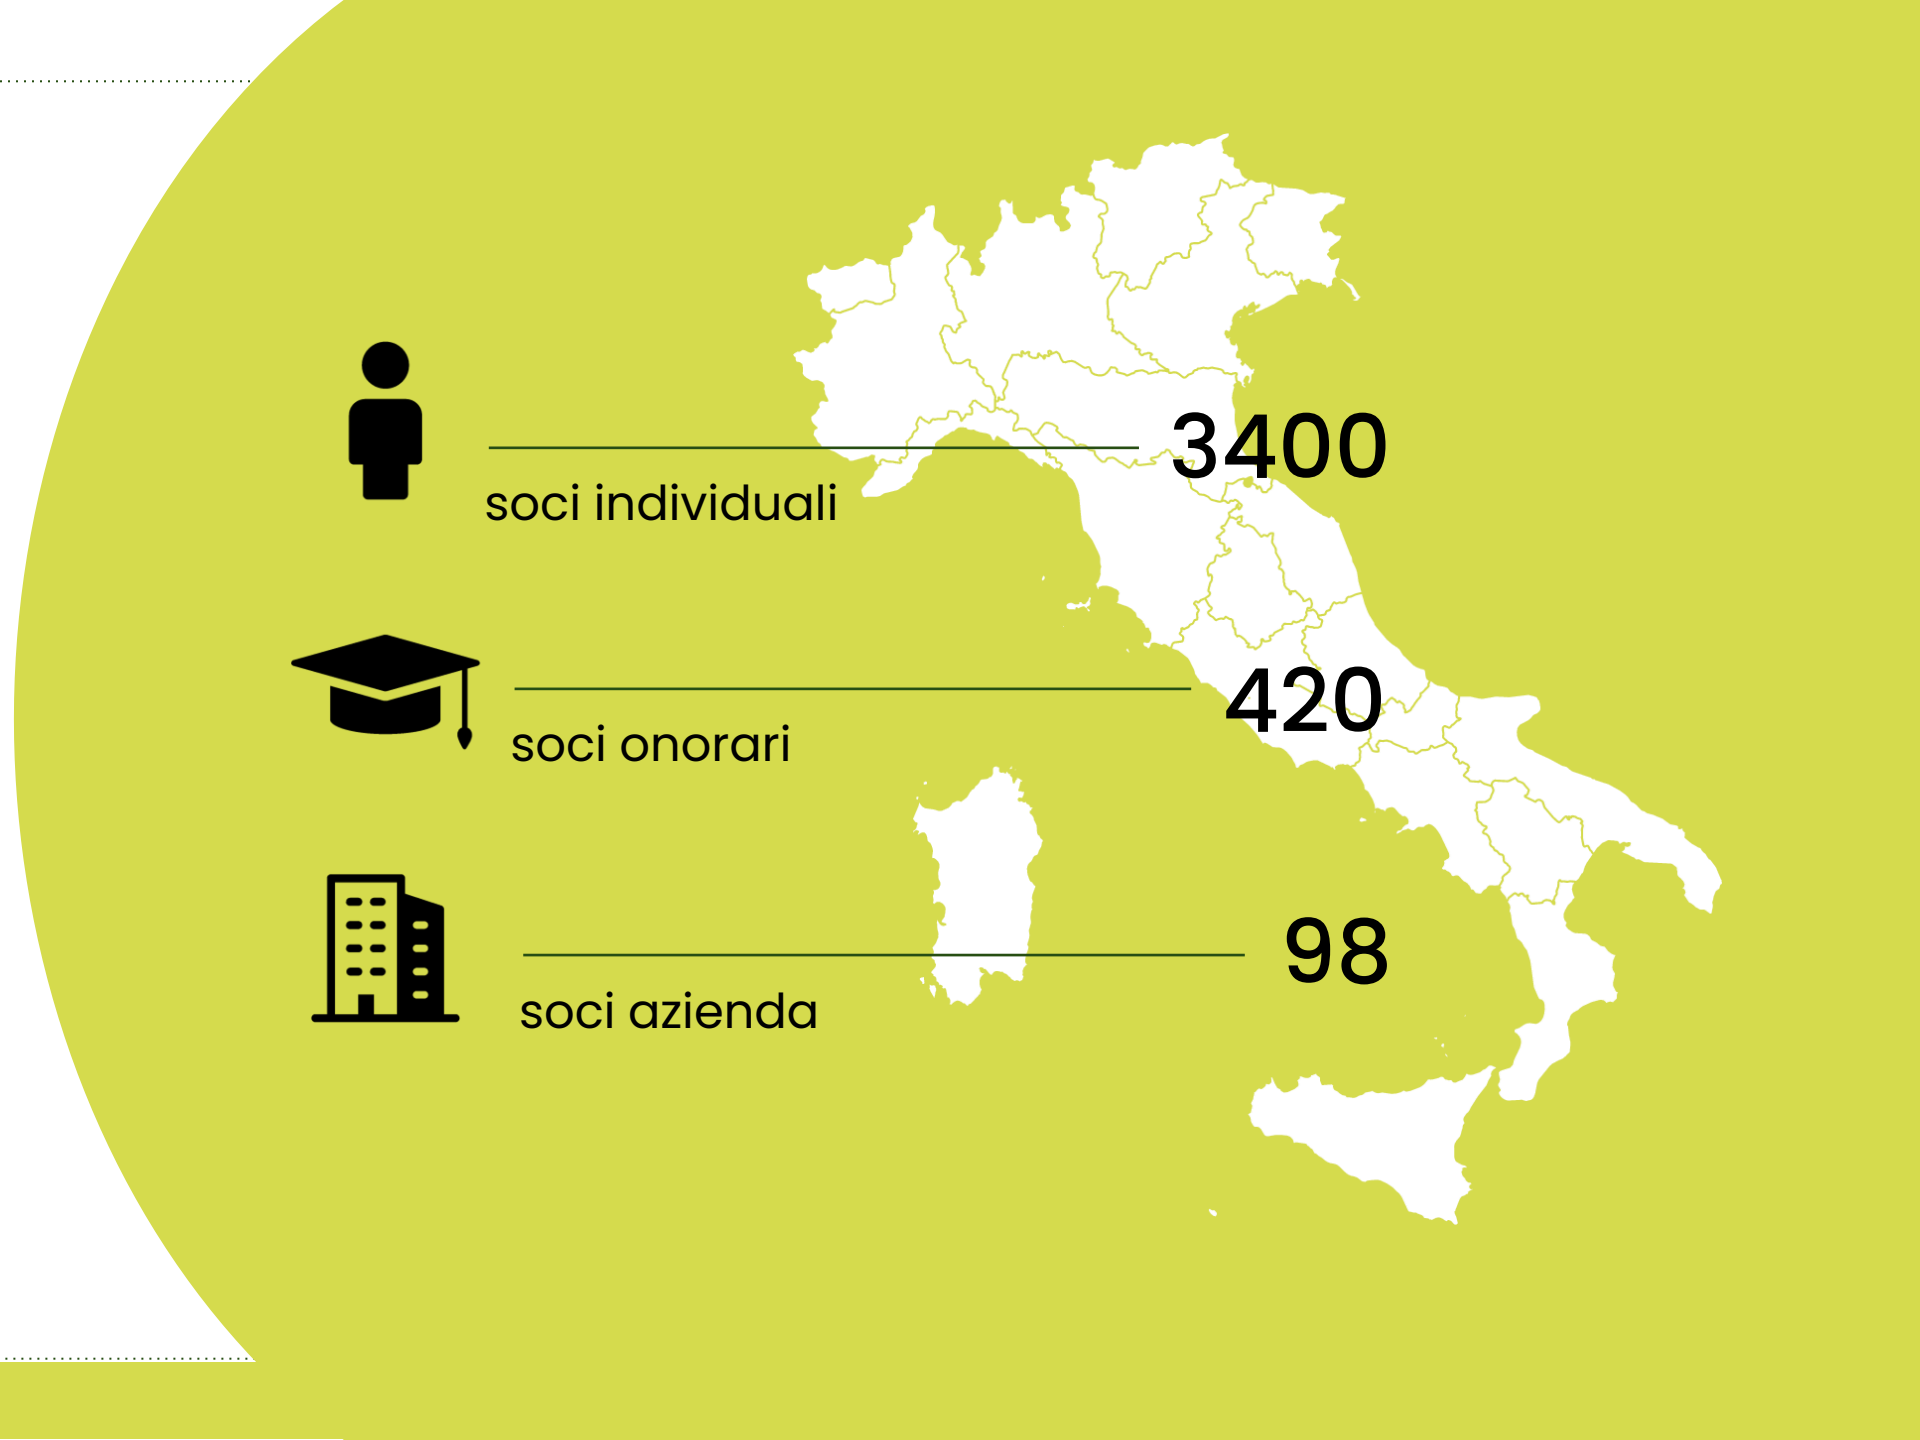 3400
soci individuali
420
soci onorari
98
soci azienda